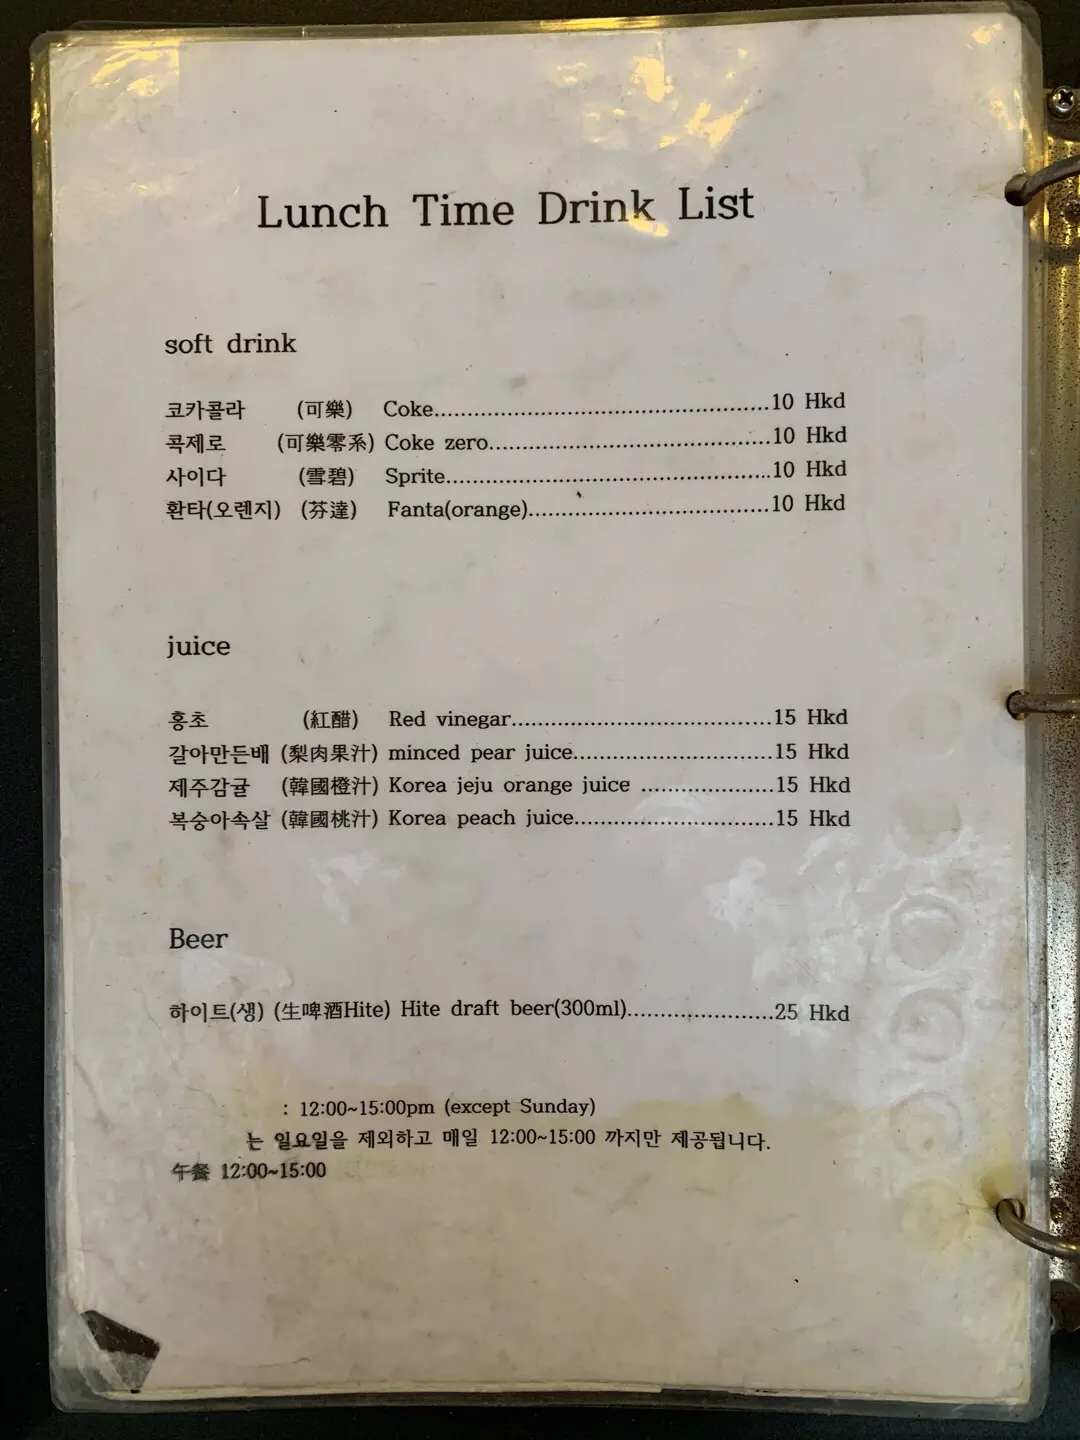 Lunch Time Drink List
soft drink
코카콜라 (可樂) Coke..................................................10 Hkd
콕제로 (可樂零系) Coke zero..........................................10 Hkd
사이다 (雪碧) Sprite.................................................10 Hkd
환타(오렌지) (芬達) Fanta(orange)....................................10 Hkd
juice
홍초 (紅醋) Red vinegar.......................................15 Hkd
갈아만든배 (梨肉果汁) minced pear juice..............................15 Hkd
제주감귤 (韓國橙汁) Korea jeju orange juice ....................15 Hkd
복숭아속살 (韓國桃汁) Korea peach juice..............................15 Hkd
Beer
하이트(생) (生啤酒Hite) Hite draft beer(300ml)......................25 Hkd
: 12:00~15:00pm (except Sunday)
는 일요일을 제외하고 매일 12:00~15:00 까지만 제공됩니다.
午餐 12:00~15:00